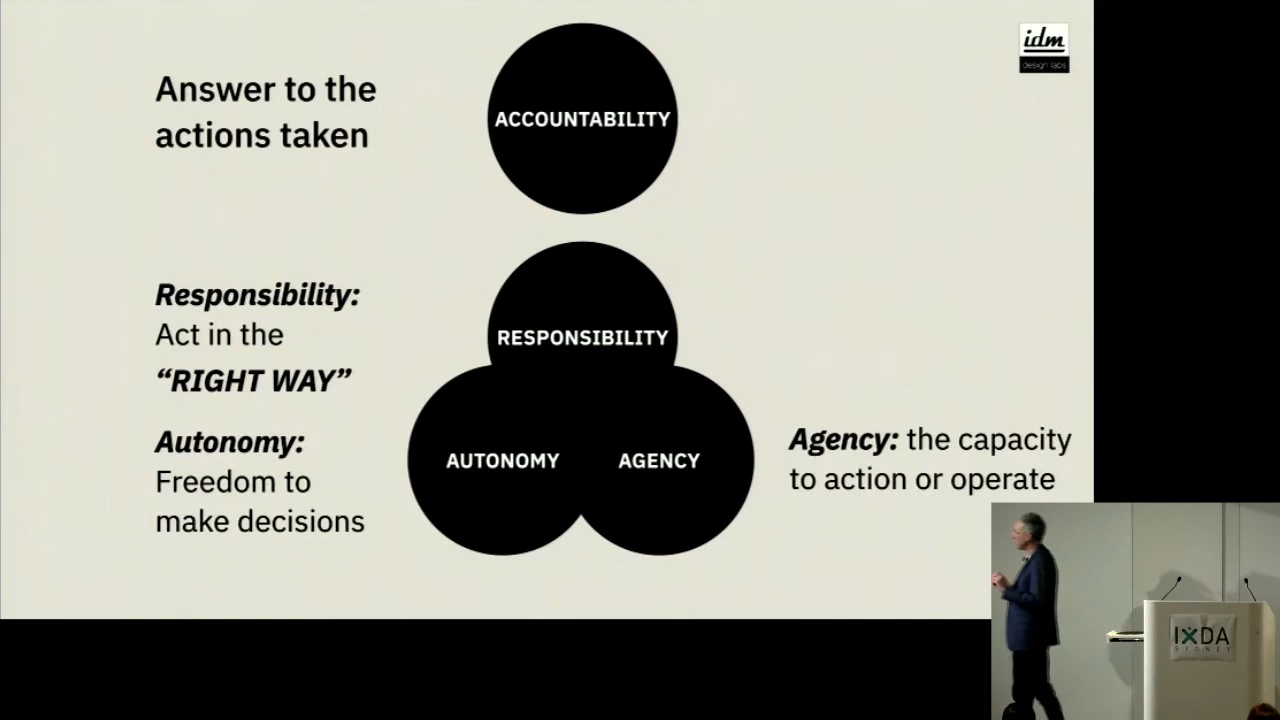 idm
design labs
Answer to the
actions taken
ACCOUNTABILITY
Responsibility:
Act in the
“RIGHT WAY”
RESPONSIBILITY
Autonomy:
Freedom to
make decisions
AUTONOMY
AGENCY
Agency: the capacity
to action or operate
IXDA
SYDNEY